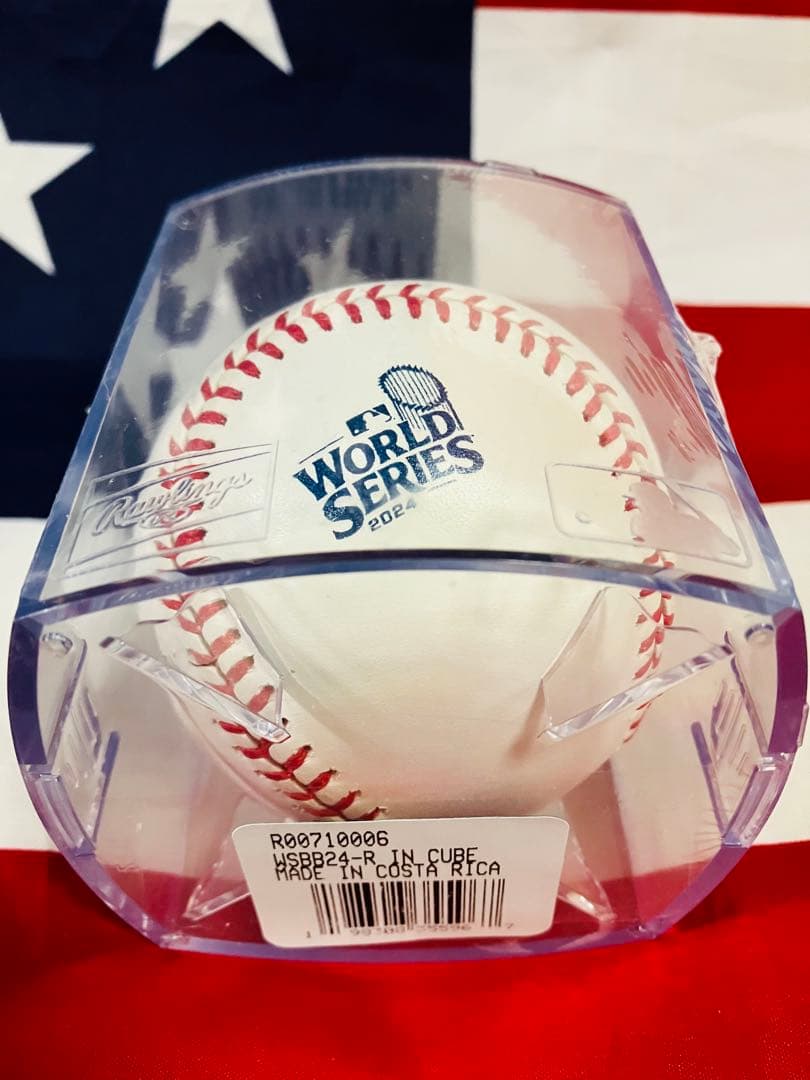 WORLD
SERIES
2024
Rawlings
R00710006
WSBB24-R IN CUBE
MADE IN COSTA RICA